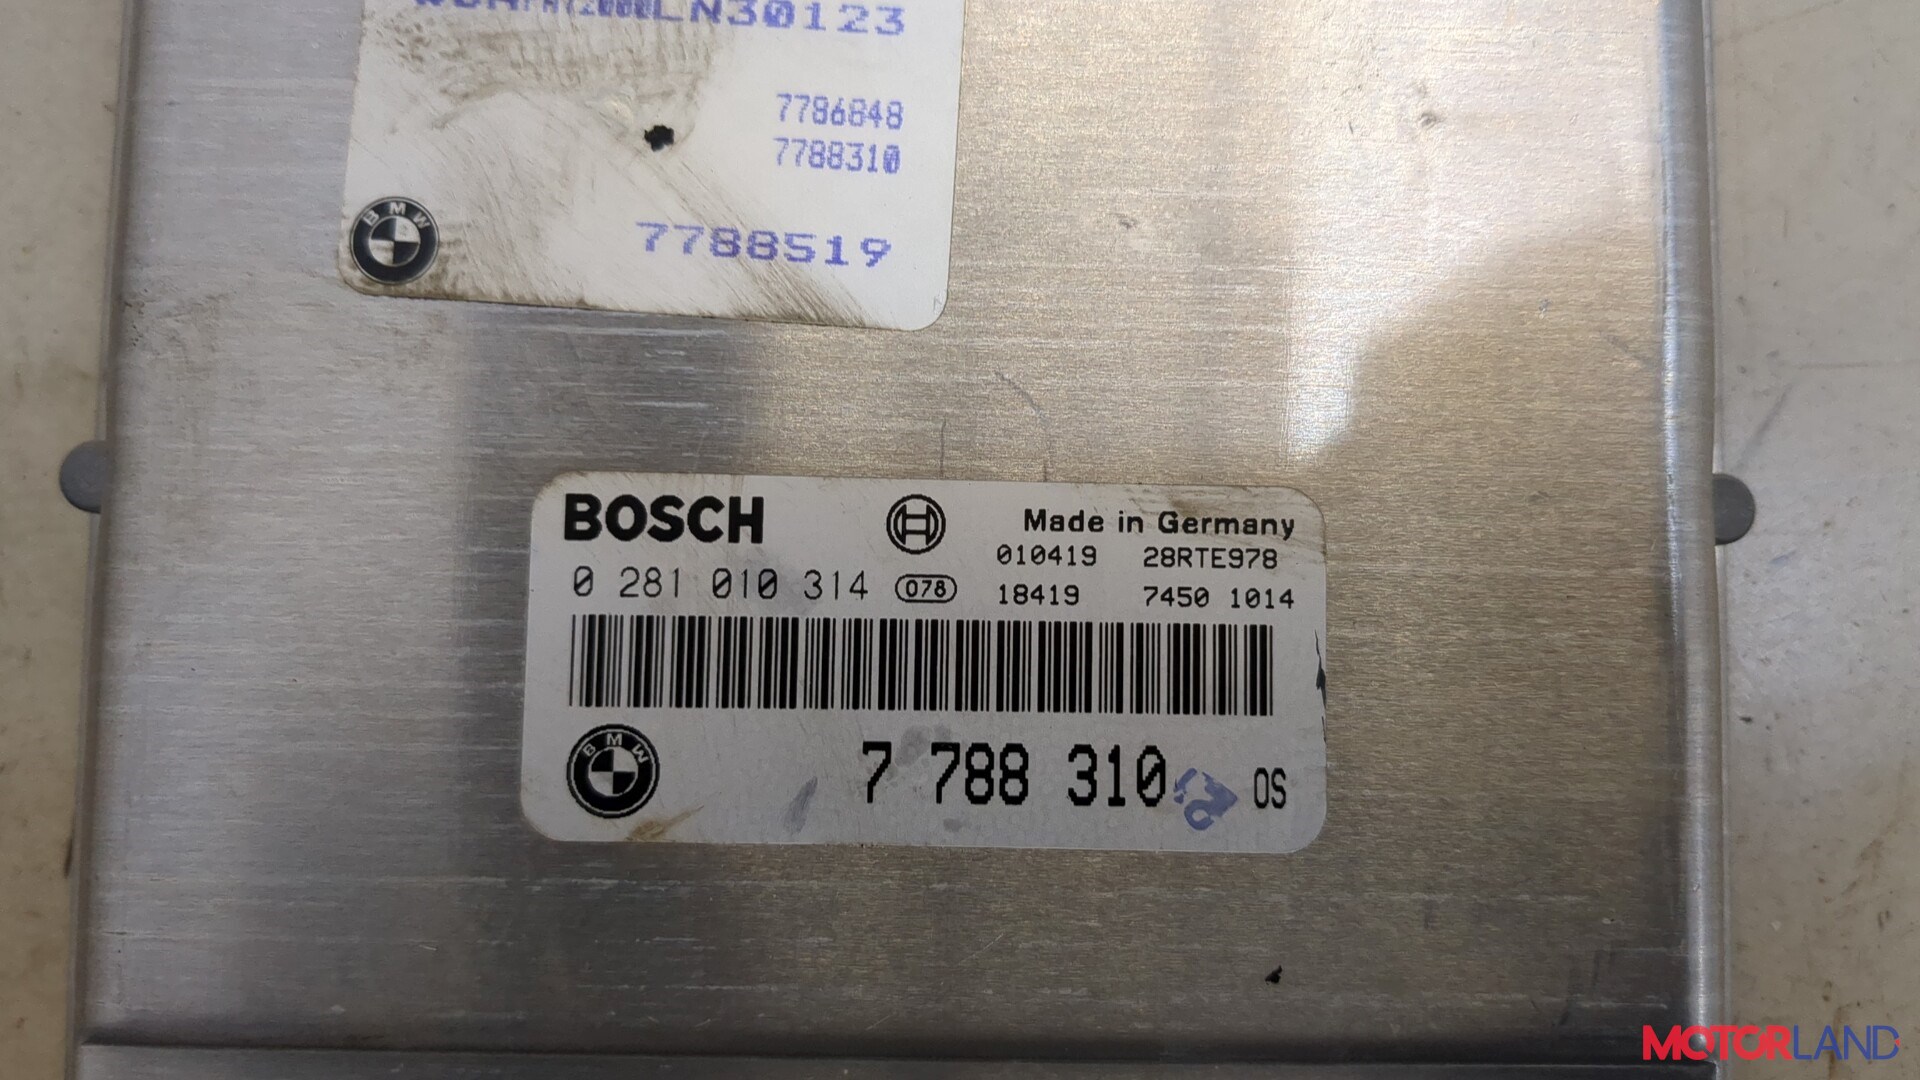 LN30123
7786848
7788310
BMW
7788519
BOSCH
Made in Germany
010419 28RTE978
0 281 010 314 078 18419 7450 1014
BMW
7 788 310 OS
MOTORLAND